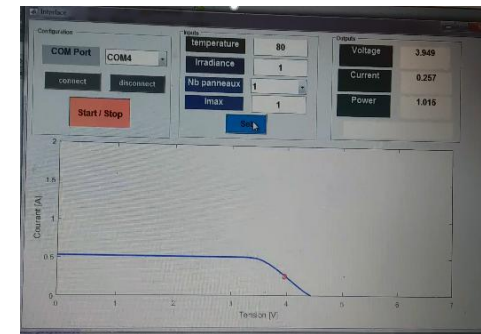 Interface
Configuration
COM Port
COM4
connect
disconnect
Start / Stop
Inputs
temperature
80
Irradiance
1
Nb panneaux
1
Imax
1
Outputs
Voltage
3.949
Current
0.257
Power
1.015
2
1.5
1
0.5
0
Courant [A]
0
1
2
3
4
5
6
7
Tension [V]